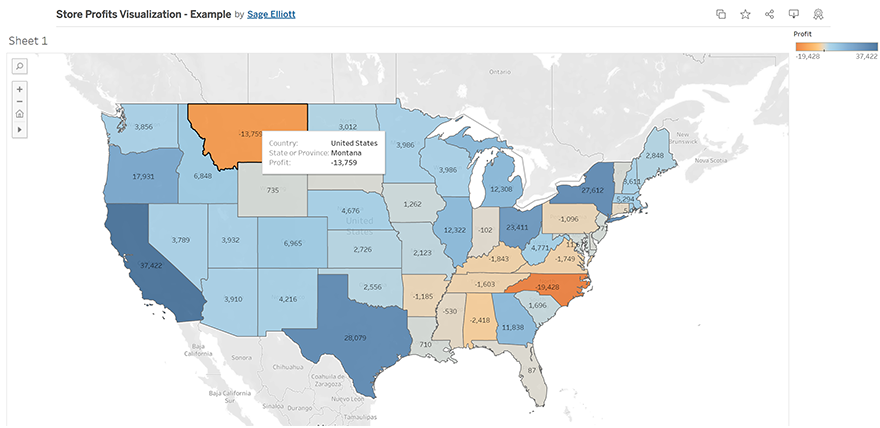 Store Profits Visualization - Example by Sage Elliott
Sheet 1
Profit
-19,428 37,422
Ontario
New
Brunswick
Nova Scotia
3,856
-13,759
3,012
3,986
2,848
Country: United States
State or Province: Montana
Profit: -13,759
17,931
6,848
735
3,986
12,308
27,612
5,294
1,262
4,676
United
States
-1,096
37,422
3,789
3,932
6,965
2,726
2,123
12,322
-102
23,411
4,771
-1,749
-1,843
3,910
4,216
2,556
-1,185
-1,603
-19,428
1,696
-530
-2,418
11,838
28,079
710
87
Baja
California
Sonora
Chihuahua
Coahuila de
Zaragoza
Baja California
Sur
Nuevo Leon
Sinaloa
Durango
Tamaulipas